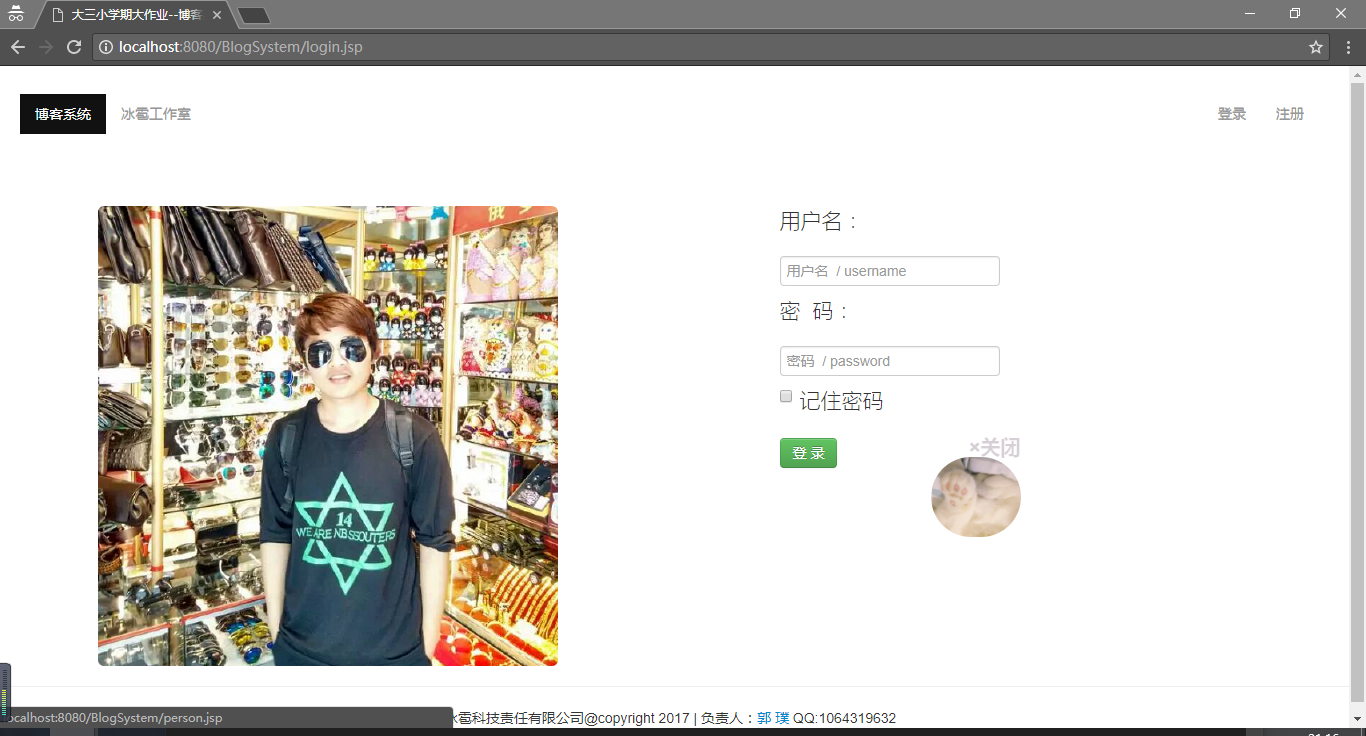 大三小学期大作业--博客
localhost:8080/BlogSystem/login.jsp
博客系统 冰雹工作室 登录 注册
用户名：
用户名 / username
密 码：
密码 / password
记住密码
登 录
×关闭
14
WE ARE NBSSOUTERS
localhost:8080/BlogSystem/person.jsp
冰雹科技责任有限公司@copyright 2017 | 负责人：郭 璞 QQ:1064319632